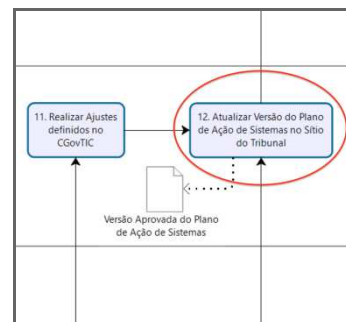 11. Realizar Ajustes
definidos no
CGovTIC
12. Atualizar Versão do Plano
de Ação de Sistemas no Sítio
do Tribunal
Versão Aprovada do Plano
de Ação de Sistemas